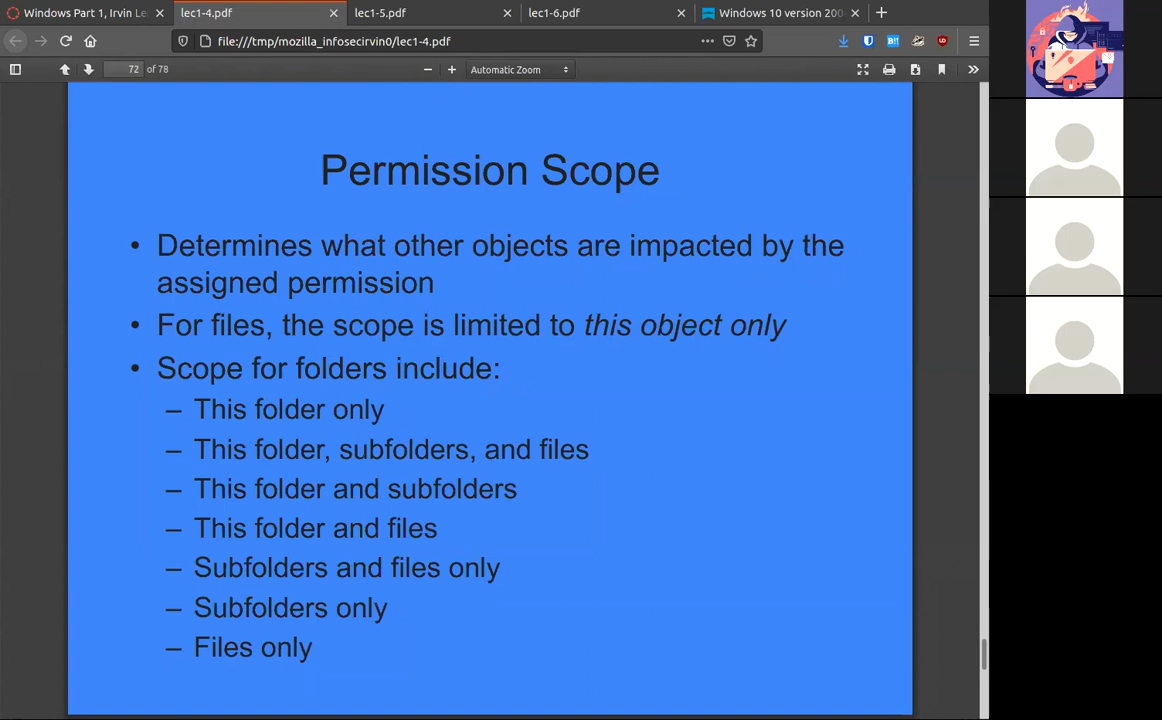 Windows Part 1, Irvin Le
lec1-4.pdf
lec1-5.pdf
lec1-6.pdf
Windows 10 version 200
file:///tmp/mozilla_infosecirvin0/lec1-4.pdf
72 of 78
Automatic Zoom
Permission Scope
• Determines what other objects are impacted by the
assigned permission
• For files, the scope is limited to this object only
• Scope for folders include:
– This folder only
– This folder, subfolders, and files
– This folder and subfolders
– This folder and files
– Subfolders and files only
– Subfolders only
– Files only